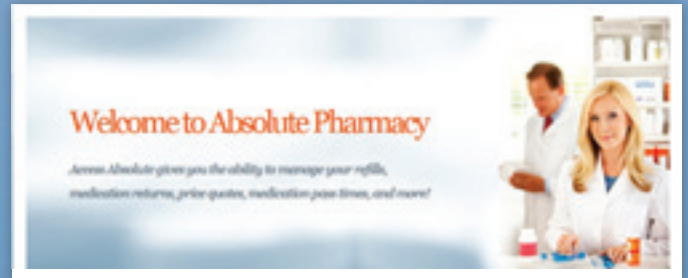 Welcome to Absolute Pharmacy
Access Absolute gives you the ability to manage your refills,
medication returns, price quotes, medication pass times, and more!